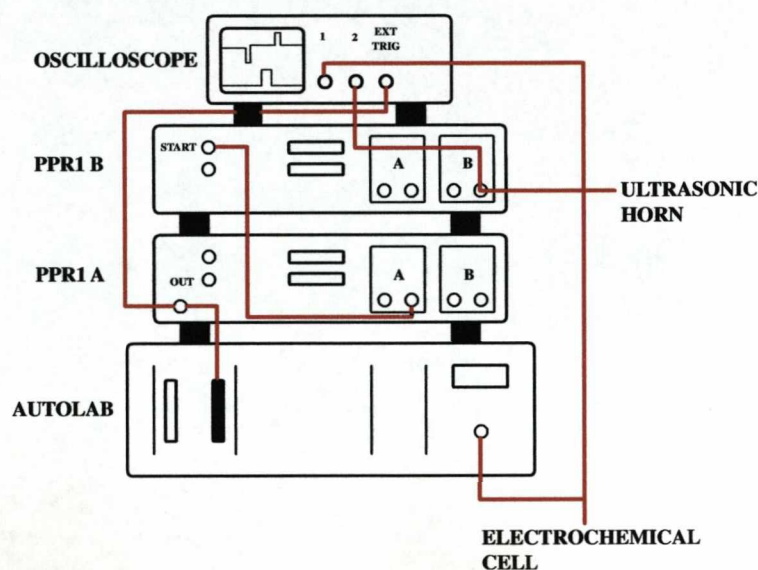 OSCILLOSCOPE
1 2 EXT
TRIG
PPR1 B
START
A B
ULTRASONIC
HORN
PPR1 A
OUT
A B
AUTOLAB
ELECTROCHEMICAL
CELL